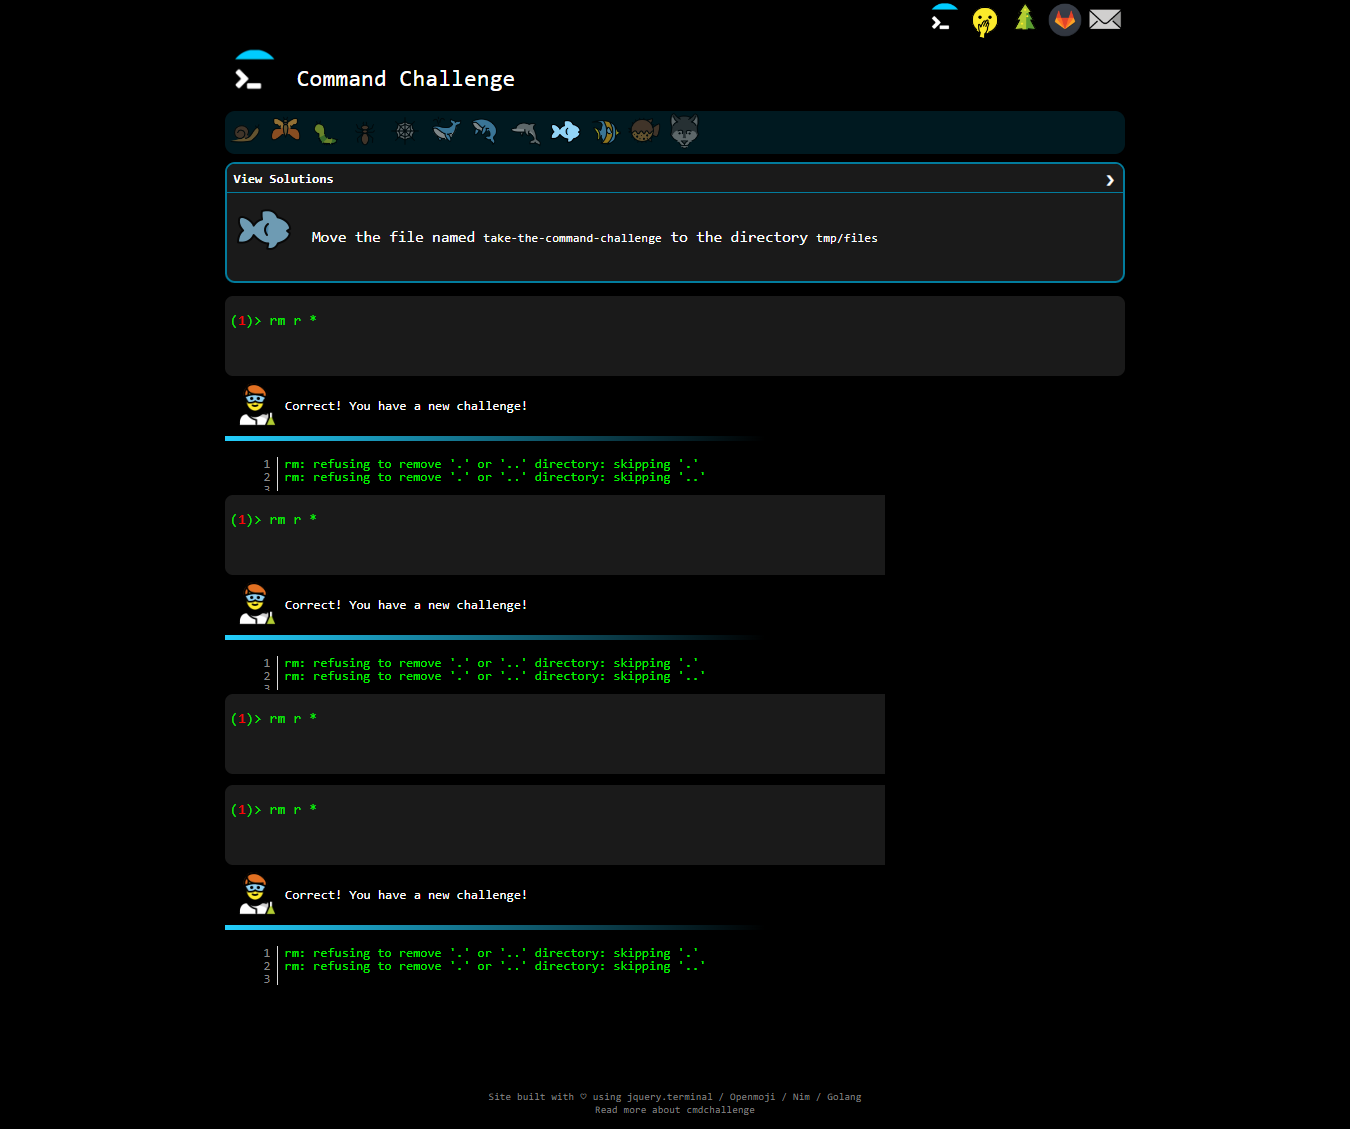 Command Challenge
View Solutions
Move the file named take-the-command-challenge to the directory tmp/files
(1)> rm r *
Correct! You have a new challenge!
1 rm: refusing to remove '.' or '..' directory: skipping '.'
2 rm: refusing to remove '.' or '..' directory: skipping '..'
3
(1)> rm r *
Correct! You have a new challenge!
1 rm: refusing to remove '.' or '..' directory: skipping '.'
2 rm: refusing to remove '.' or '..' directory: skipping '..'
3
(1)> rm r *
(1)> rm r *
Correct! You have a new challenge!
1 rm: refusing to remove '.' or '..' directory: skipping '.'
2 rm: refusing to remove '.' or '..' directory: skipping '..'
3
Site built with ♡ using jquery.terminal / Openmoji / Nim / Golang
Read more about cmdchallenge